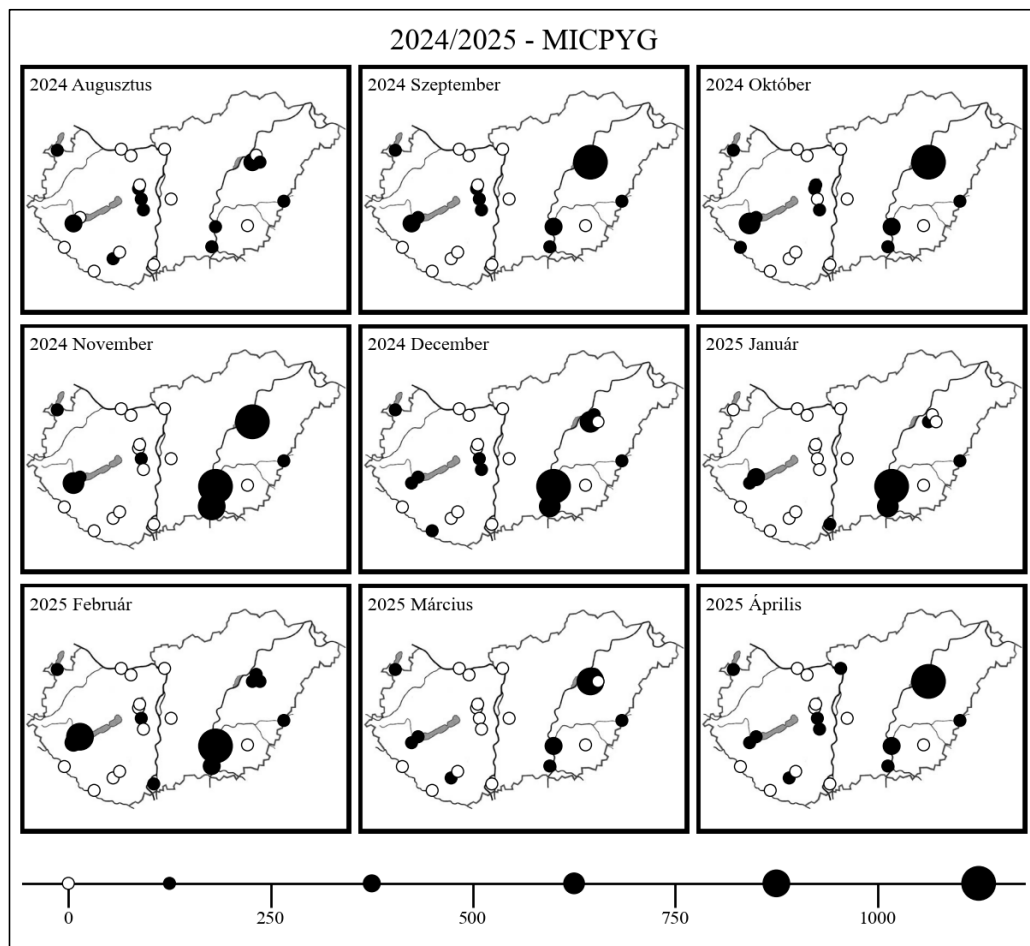 2024/2025 - MICPYG
2024 Augusztus
2024 Szeptember
2024 Október
2024 November
2024 December
2025 Január
2025 Február
2025 Március
2025 Április
0 250 500 750 1000